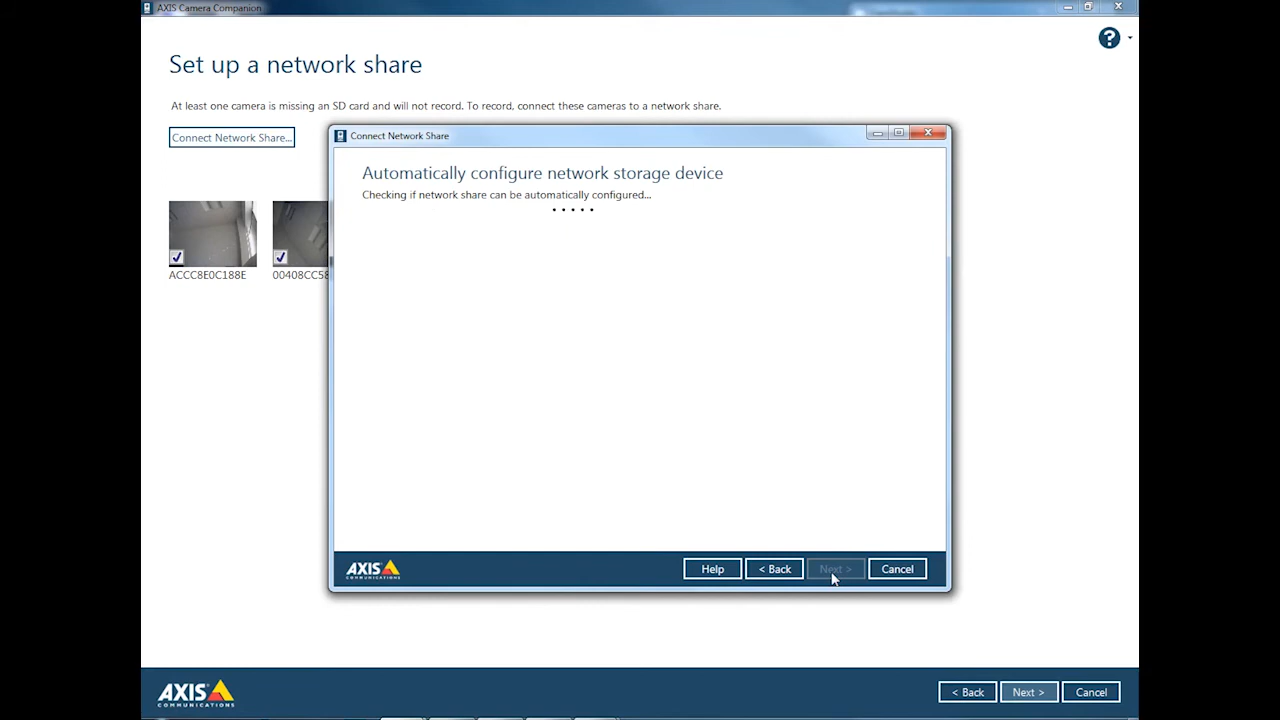 AXIS Camera Companion
Set up a network share
At least one camera is missing an SD card and will not record. To record, connect these cameras to a network share.
Connect Network Share...
Connect Network Share
Automatically configure network storage device
Checking if network share can be automatically configured...
ACCC8E0C188E
00408CC58
AXIS COMMUNICATIONS
Help
< Back
Next >
Cancel
AXIS COMMUNICATIONS
< Back
Next >
Cancel